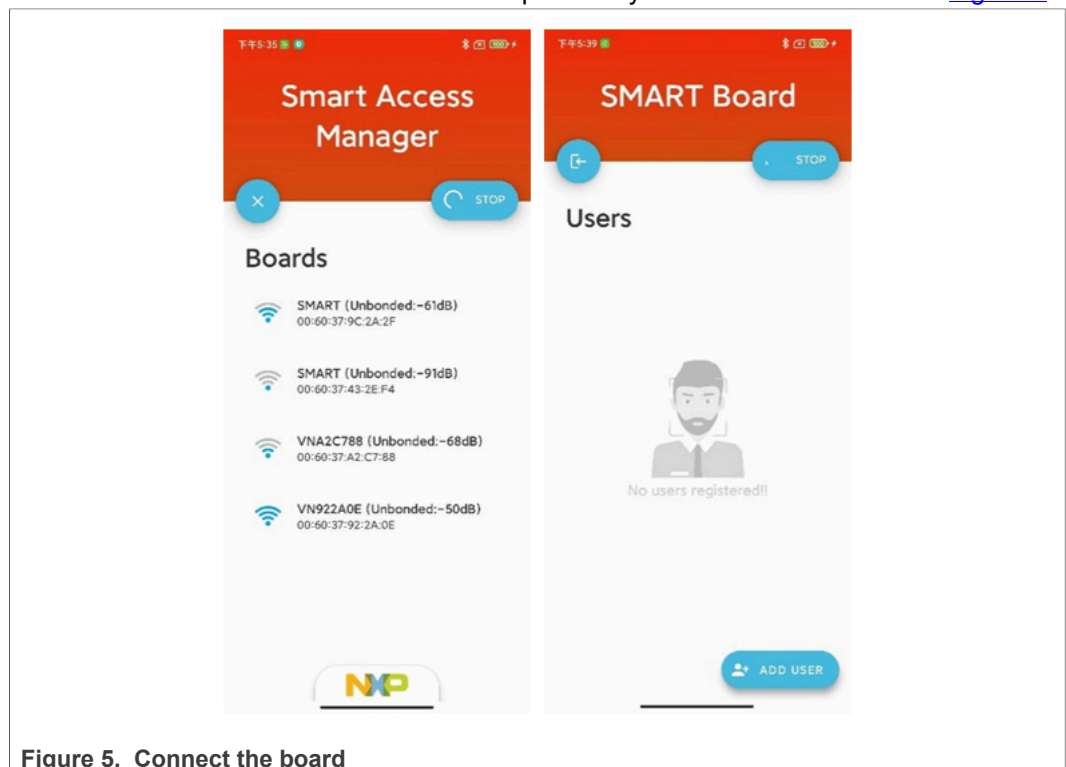 下午5:35
100
Smart Access
Manager
STOP
Boards
SMART (Unbonded:-61dB)
00:60:37:9C:2A:2F
SMART (Unbonded:-91dB)
00:60:37:43:2E:F4
VNA2C788 (Unbonded:-68dB)
00:60:37:A2:C7:88
VN922A0E (Unbonded:-50dB)
00:60:37:92:2A:0E
NXP
下午5:39
100
SMART Board
STOP
Users
No users registered!!
ADD USER
Figure 5. Connect the board